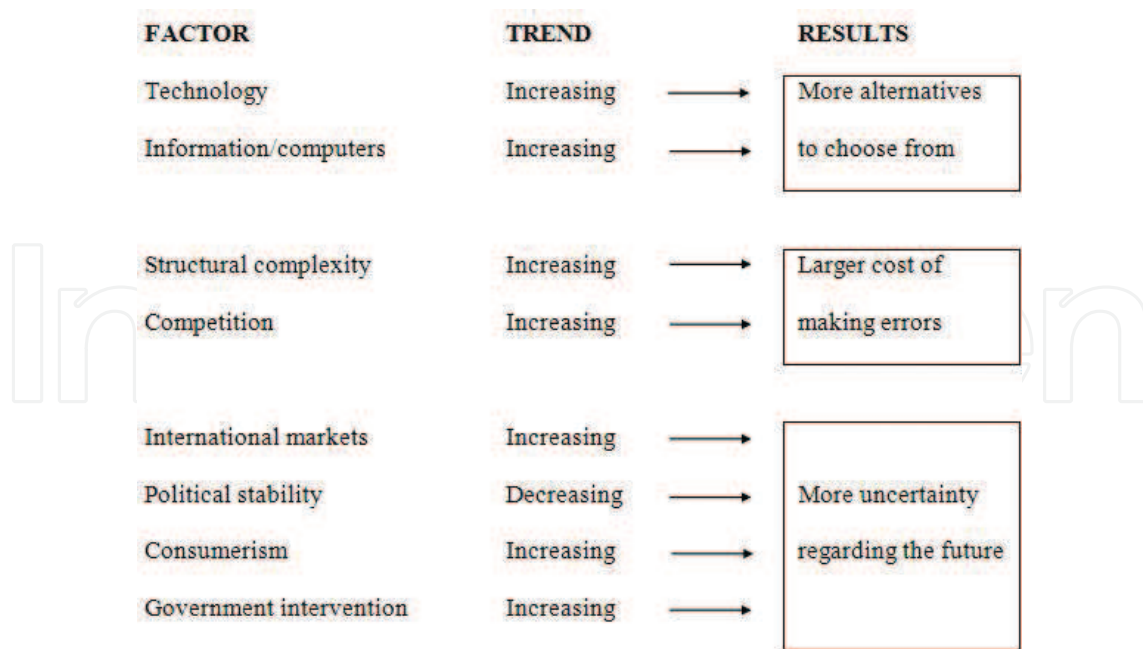 FACTOR TREND RESULTS
Technology Increasing More alternatives
Information/computers Increasing to choose from
Structural complexity Increasing Larger cost of
Competition Increasing making errors
International markets Increasing
Political stability Decreasing More uncertainty
Consumerism Increasing regarding the future
Government intervention Increasing